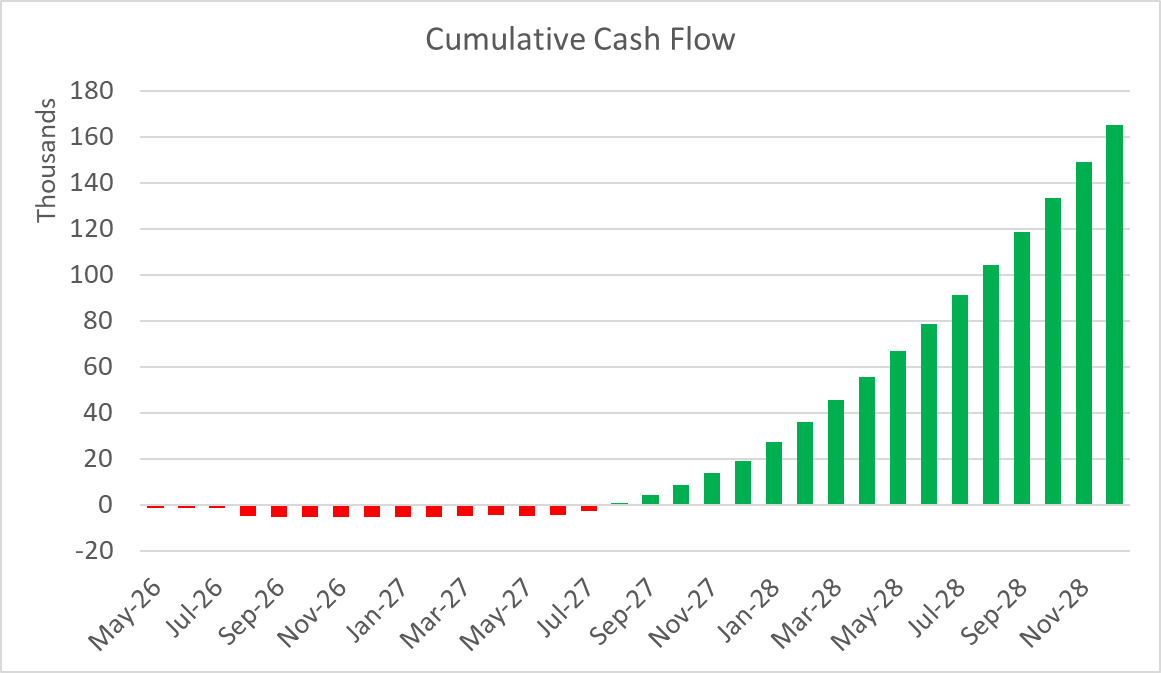 Cumulative Cash Flow
Thousands
180
160
140
120
100
80
60
40
20
0
-20
May-26
Jul-26
Sep-26
Nov-26
Jan-27
Mar-27
May-27
Jul-27
Sep-27
Nov-27
Jan-28
Mar-28
May-28
Jul-28
Sep-28
Nov-28